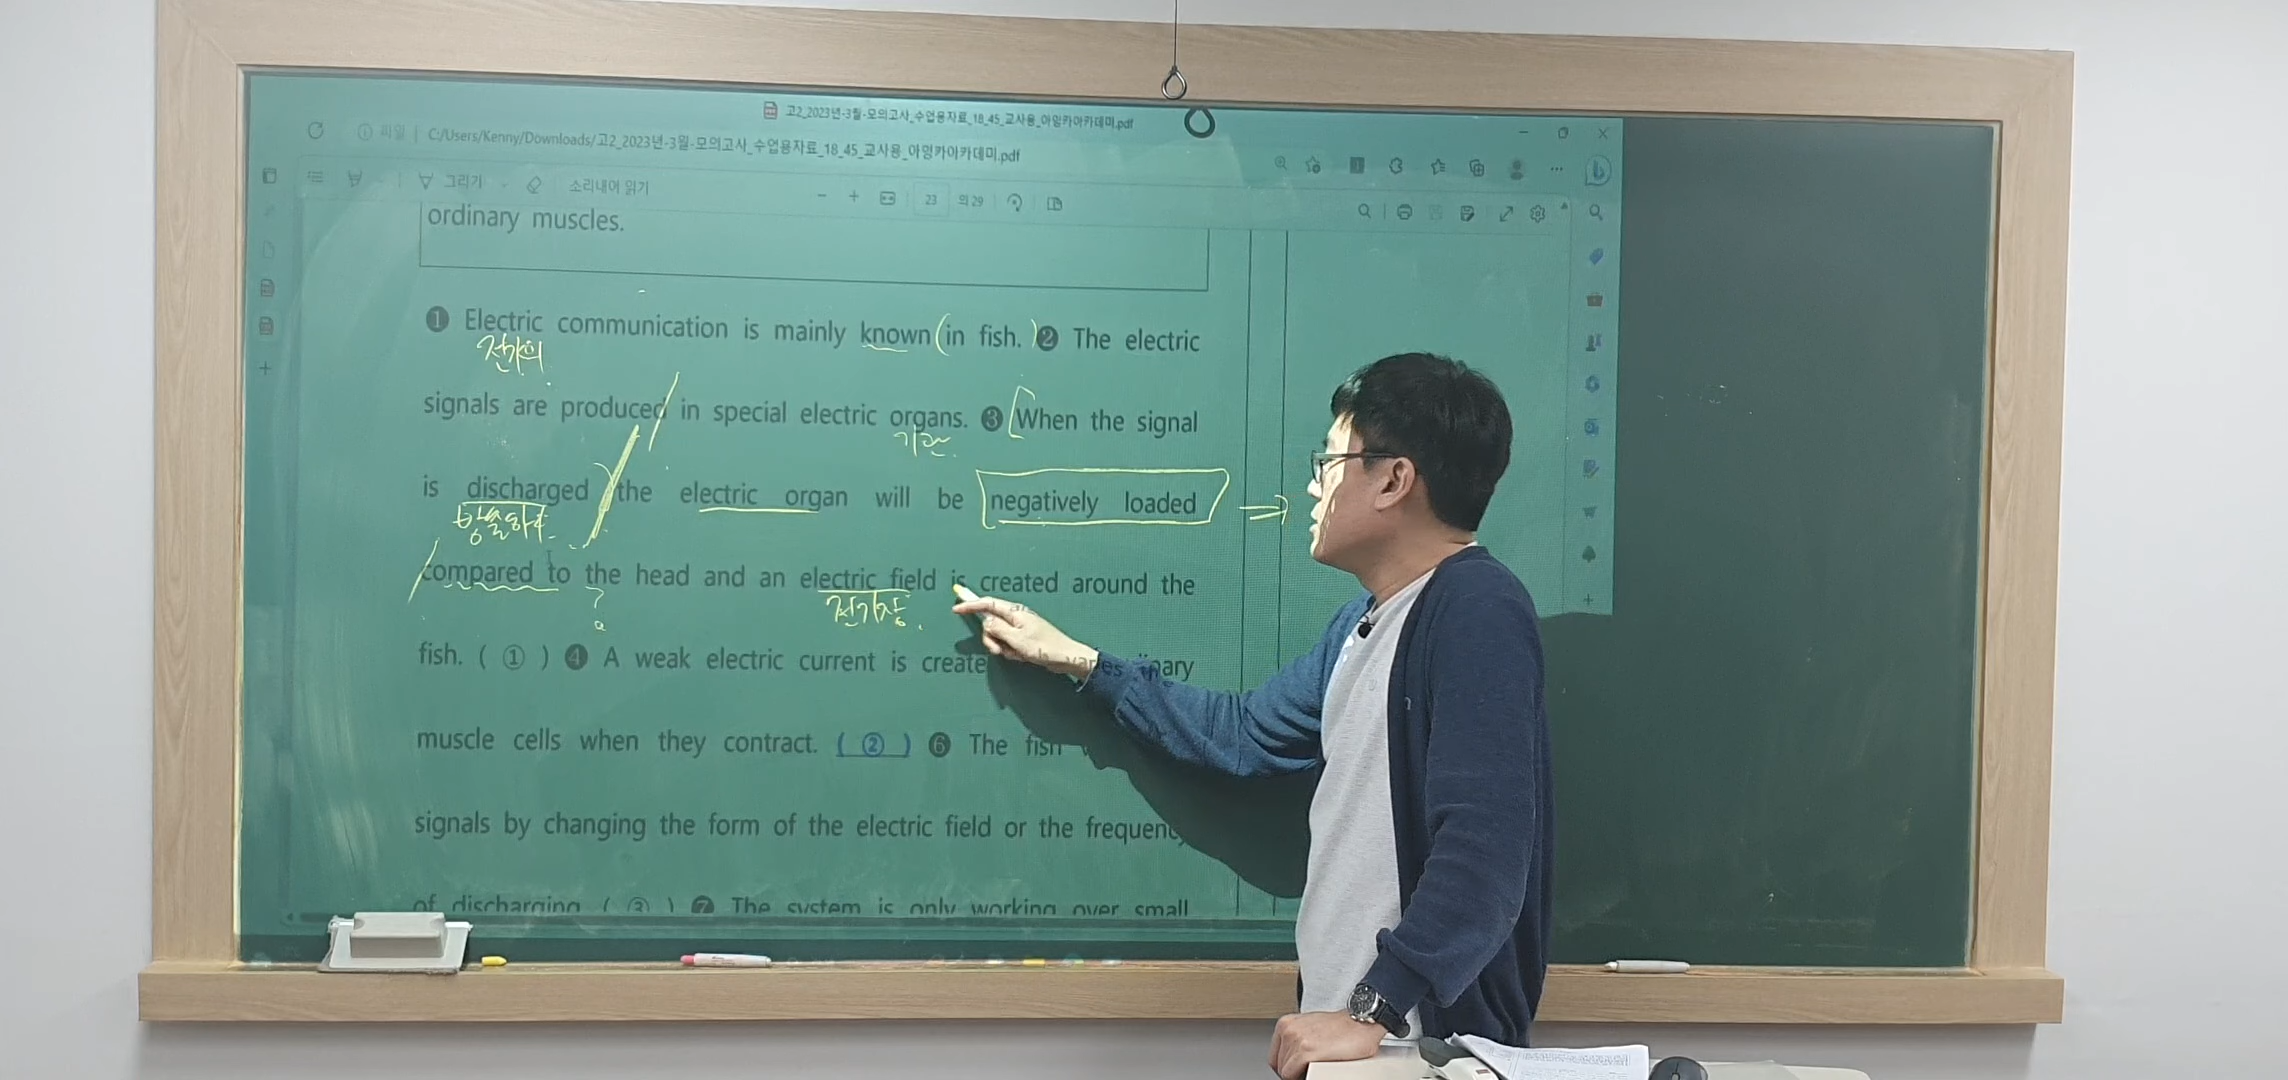 고2_2023년-3월-모의고사_수업용자료_18_45_교사용_아잉카아카데미.pdf
파일 C:/Users/Kenny/Downloads/고2_2023년-3월-모의고사_수업용자료_18_45_교사용_아잉카아카데미.pdf
그리기 소리내어 읽기 23 의 29
ordinary muscles.
❶ Electric communication is mainly known (in fish.) ❷ The electric
전기의
signals are produced in special electric organs. ❸ [When the signal
기관
is discharged the electric organ will be negatively loaded
방출하다
compared to the head and an electric field is created around the
?
전기장
fish. ( ① ) ❹ A weak electric current is create nary
muscle cells when they contract. ( ② ) ❻ The fish
signals by changing the form of the electric field or the frequency
of discharging ( ③ ) ❼ The system is only working over small